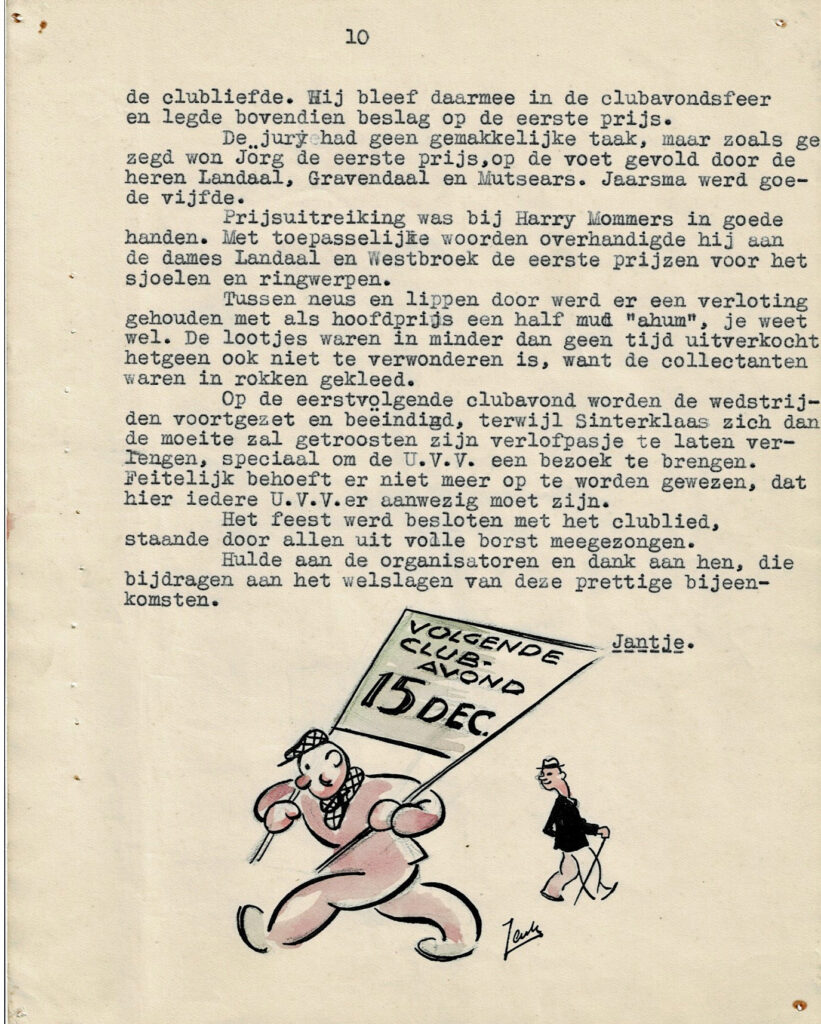 10
de clubliefde. Hij bleef daarmee in de clubavondsfeer
en legde bovendien beslag op de eerste prijs.
De jury had geen gemakkelijke taak, maar zoals ge
zegd won Jörg de eerste prijs,op de voet gevold door de
heren Landaal, Gravendaal en Mutsears. Jaarsma werd goe-
de vijfde.
Prijsuitreiking was bij Harry Mommers in goede
handen. Met toepasselijke woorden overhandigde hij aan
de dames Landaal en Westbroek de eerste prijzen voor het
sjoelen en ringwerpen.
Tussen neus en lippen door werd er een verloting
gehouden met als hoofdprijs een half mud "ahum", je weet
wel. De lootjes waren in minder dan geen tijd uitverkocht
hetgeen ook niet te verwonderen is, want de collectanten
waren in rokken gekleed.
Op de eerstvolgende clubavond worden de wedstrij-
den voortgezet en beëindigd, terwijl Sinterklaas zich dan
de moeite zal getroosten zijn verlofpasje te laten ver-
lengen, speciaal om de U.V.V. een bezoek te brengen.
Feitelijk behoeft er niet meer op te worden gewezen, dat
hier iedere U.V.V.er aanwezig moet zijn.
Het feest werd besloten met het clublied,
staande door allen uit volle borst meegezongen.
Hulde aan de organisatoren en dank aan hen, die
bijdragen aan het welslagen van deze prettige bijeen-
komsten.
Jantje.
VOLGENDE
CLUB-
AVOND
15 DEC.